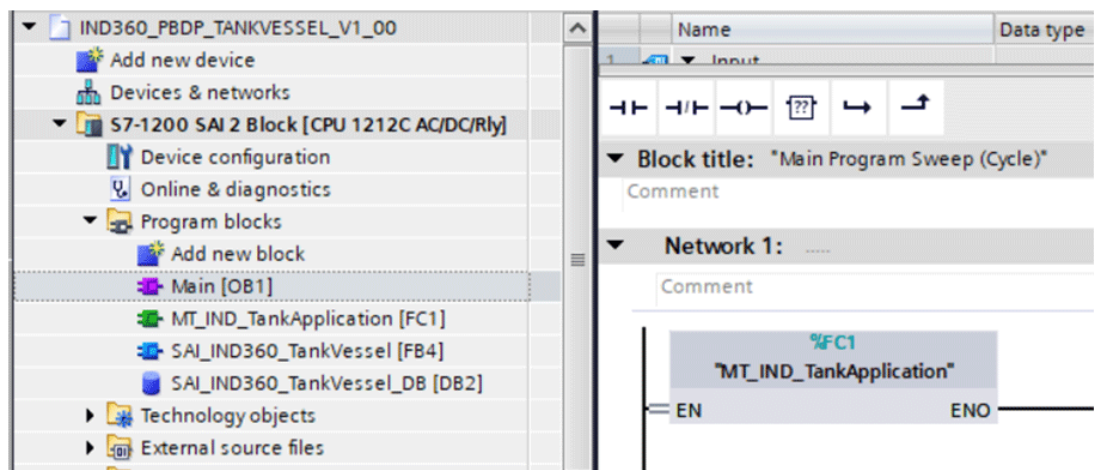 IND360_PBDP_TANKVESSEL_V1_00
Add new device
Devices & networks
S7-1200 SAI 2 Block [CPU 1212C AC/DC/Rly]
Device configuration
Online & diagnostics
Program blocks
Add new block
Main [OB1]
MT_IND_TankApplication [FC1]
SAI_IND360_TankVessel [FB4]
SAI_IND360_TankVessel_DB [DB2]
Technology objects
External source files
Name Data type
1 Input
??
Block title: "Main Program Sweep (Cycle)"
Comment
Network 1: .....
Comment
%FC1
"MT_IND_TankApplication"
EN ENO